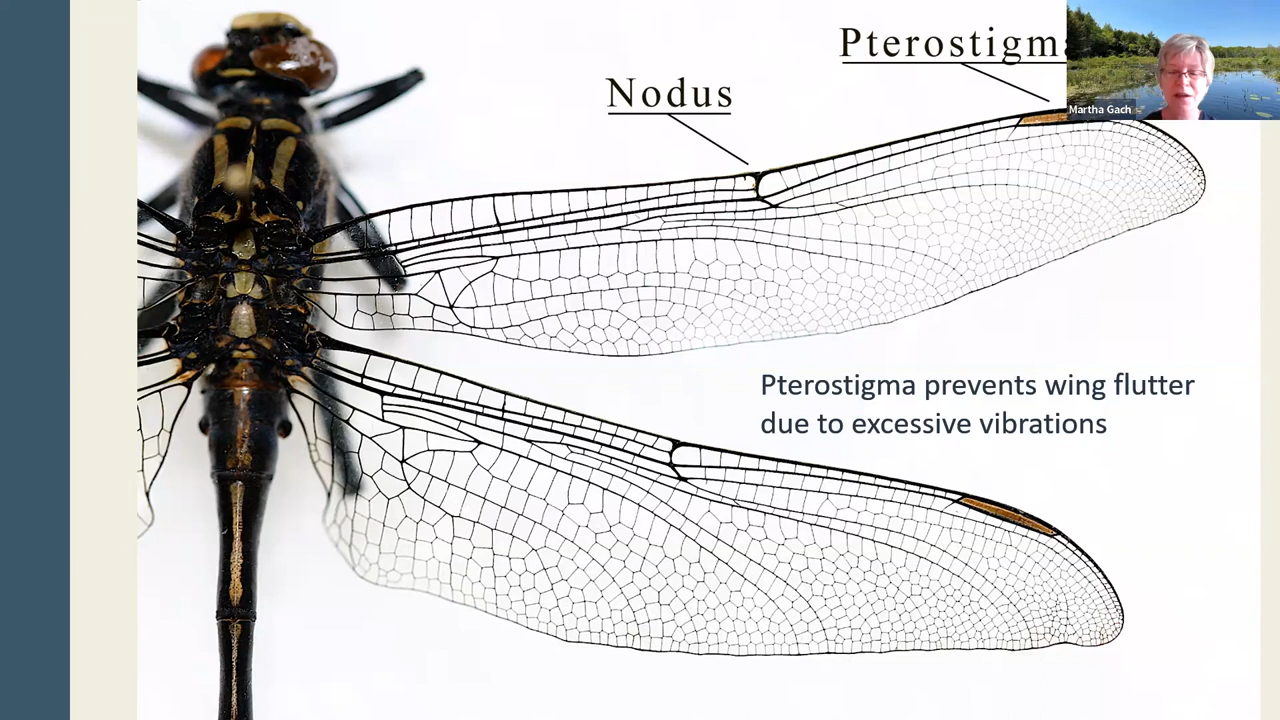 Pterostigm
Nodus
Martha Gach
Pterostigma prevents wing flutter
due to excessive vibrations